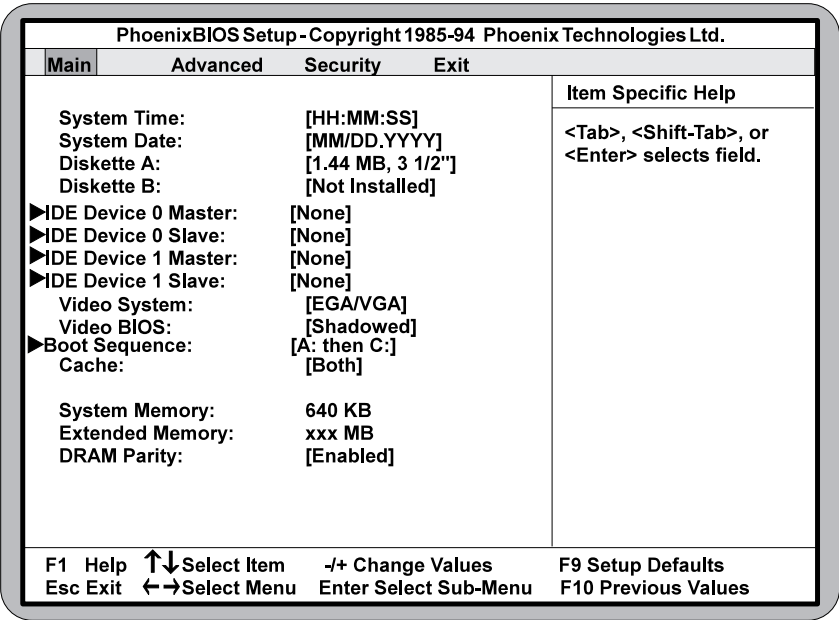 PhoenixBIOS Setup - Copyright 1985-94 Phoenix Technologies Ltd.
Main Advanced Security Exit
Item Specific Help
<Tab>, <Shift-Tab>, or
<Enter> selects field.
System Time: [HH:MM:SS]
System Date: [MM/DD.YYYY]
Diskette A: [1.44 MB, 3 1/2"]
Diskette B: [Not Installed]
▶IDE Device 0 Master: [None]
▶IDE Device 0 Slave: [None]
▶IDE Device 1 Master: [None]
▶IDE Device 1 Slave: [None]
Video System: [EGA/VGA]
Video BIOS: [Shadowed]
▶Boot Sequence: [A: then C:]
Cache: [Both]
System Memory: 640 KB
Extended Memory: xxx MB
DRAM Parity: [Enabled]
F1 Help ↑↓Select Item -/+ Change Values F9 Setup Defaults
Esc Exit ←→Select Menu Enter Select Sub-Menu F10 Previous Values